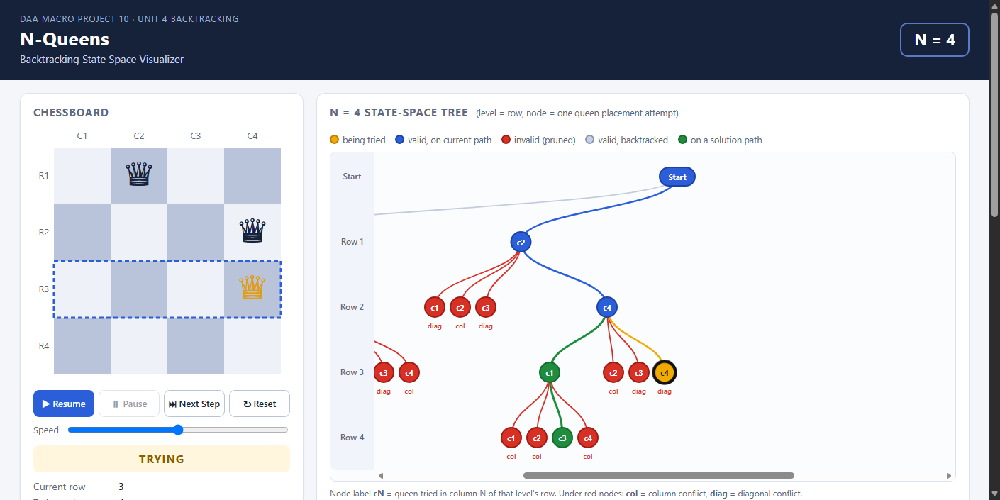 DAA MACRO PROJECT 10 · UNIT 4 BACKTRACKING
N-Queens
Backtracking State Space Visualizer
N = 4
CHESSBOARD
C1 C2 C3 C4
R1
R2
R3
R4
Resume
Pause
Next Step
Reset
Speed
TRYING
Current row 3
N = 4 STATE-SPACE TREE (level = row, node = one queen placement attempt)
being tried valid, on current path invalid (pruned) valid, backtracked on a solution path
Start Start
Row 1 c2
Row 2 c1 c2 c3 c4
diag col diag
Row 3 c3 c4 c1 c2 c3 c4
diag col col diag diag
Row 4 c1 c2 c3 c4
col col col
Node label cN = queen tried in column N of that level's row. Under red nodes: col = column conflict, diag = diagonal conflict.